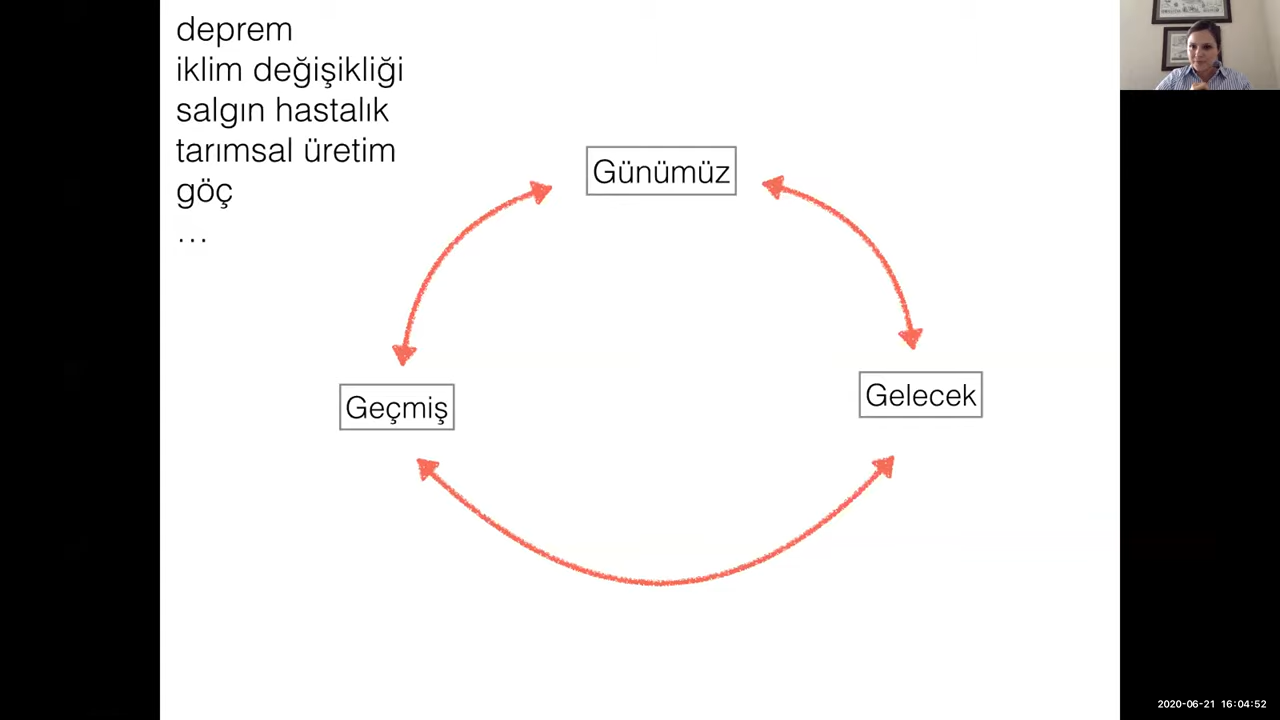 deprem
iklim değişikliği
salgın hastalık
tarımsal üretim
göç
...
Günümüz
Geçmiş
Gelecek
2020-06-21 16:04:52